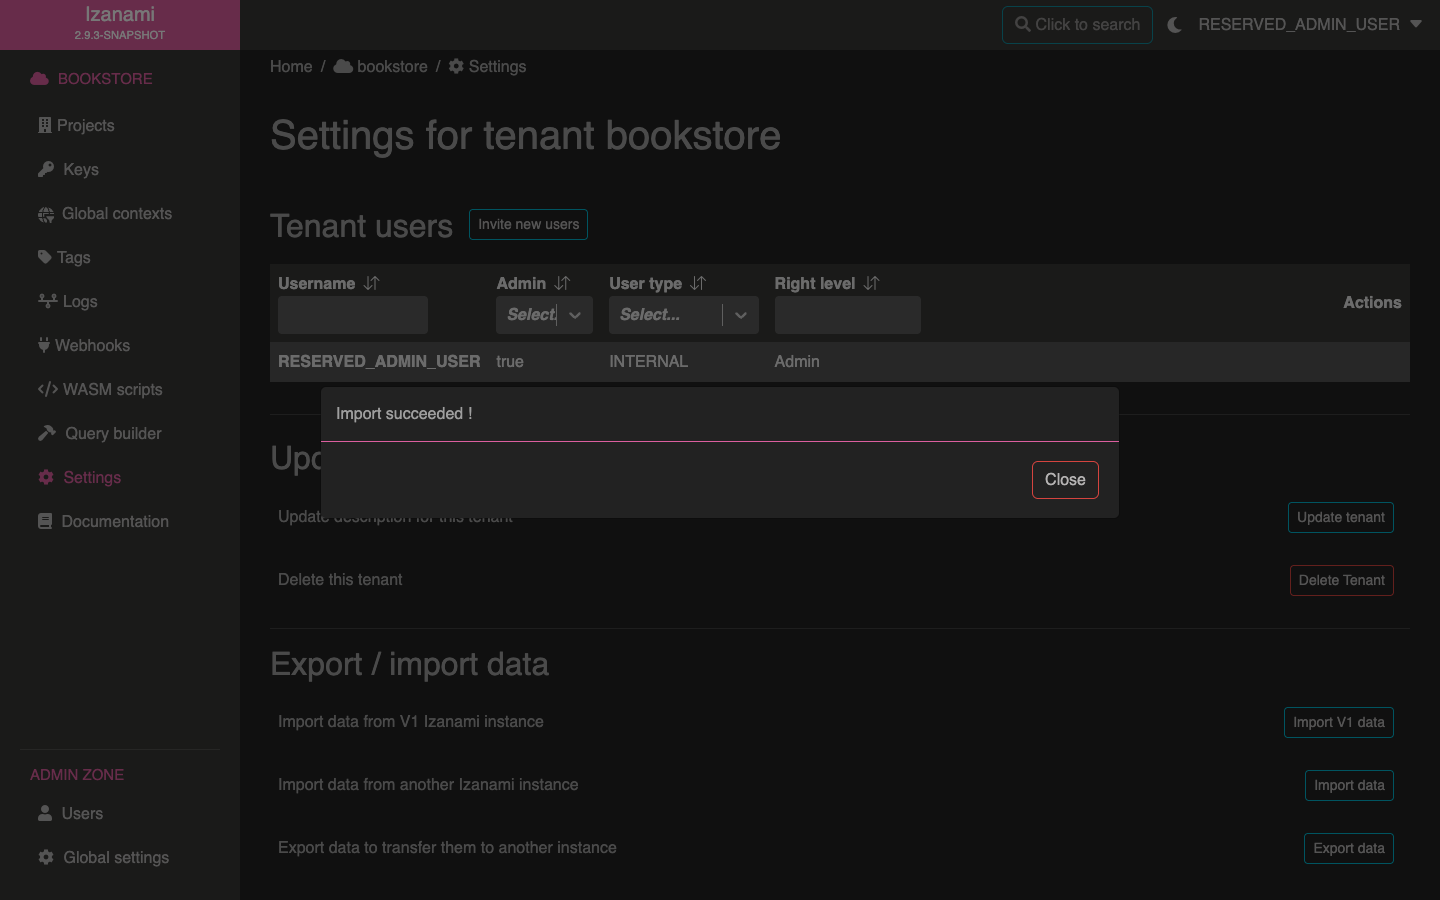 Izanami
2.9.3-SNAPSHOT
Click to search
RESERVED_ADMIN_USER
BOOKSTORE
Projects
Keys
Global contexts
Tags
Logs
Webhooks
WASM scripts
Query builder
Settings
Documentation
ADMIN ZONE
Users
Global settings
Home / bookstore / Settings
Settings for tenant bookstore
Tenant users
Invite new users
Username Admin User type Right level Actions
Select... Select...
RESERVED_ADMIN_USER true INTERNAL Admin
Import succeeded !
Close
Update description for this tenant
Update tenant
Delete this tenant
Delete Tenant
Export / import data
Import data from V1 Izanami instance
Import V1 data
Import data from another Izanami instance
Import data
Export data to transfer them to another instance
Export data